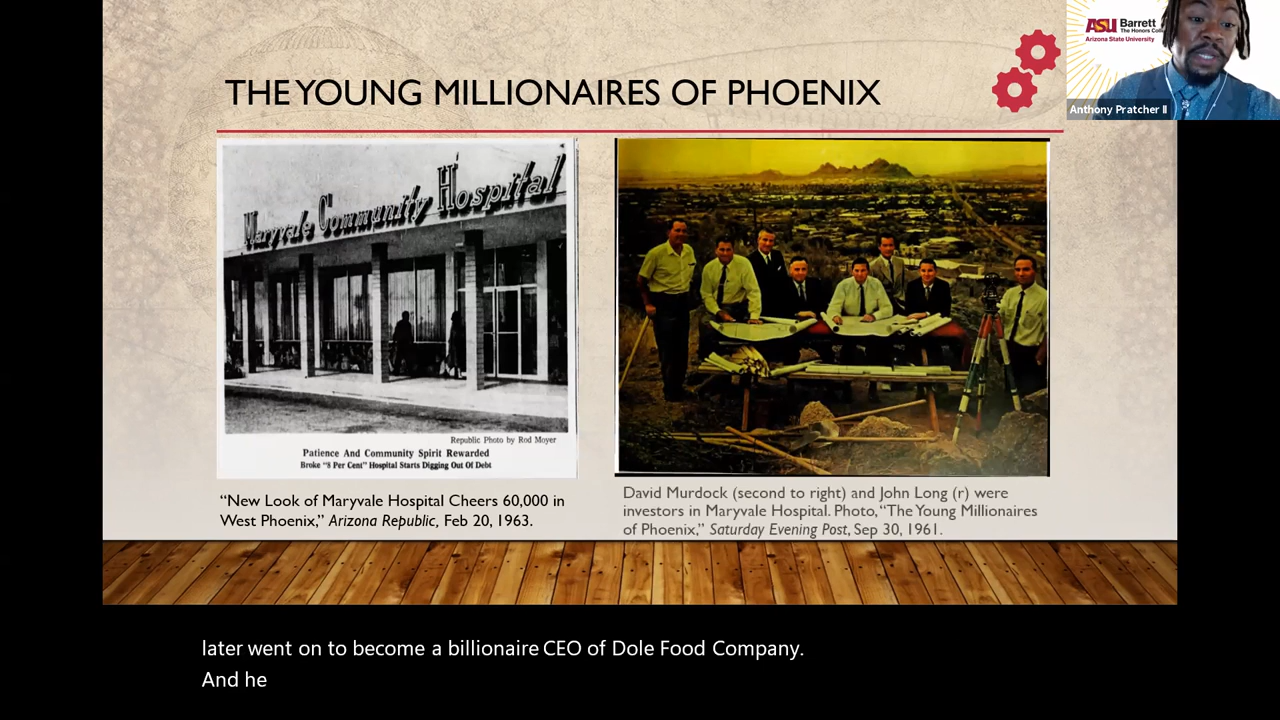 THE YOUNG MILLIONAIRES OF PHOENIX
ASU Barrett
The Honors Coll
Arizona State University
Anthony Pratcher II
Maryvale Community Hospital
Republic Photo by Rod Moyer
Patience And Community Spirit Rewarded
Broke "8 Per Cent" Hospital Starts Digging Out Of Debt
“New Look of Maryvale Hospital Cheers 60,000 in
West Phoenix,” Arizona Republic, Feb 20, 1963.
David Murdock (second to right) and John Long (r) were
investors in Maryvale Hospital. Photo, “The Young Millionaires
of Phoenix,” Saturday Evening Post, Sep 30, 1961.
later went on to become a billionaire CEO of Dole Food Company.
And he